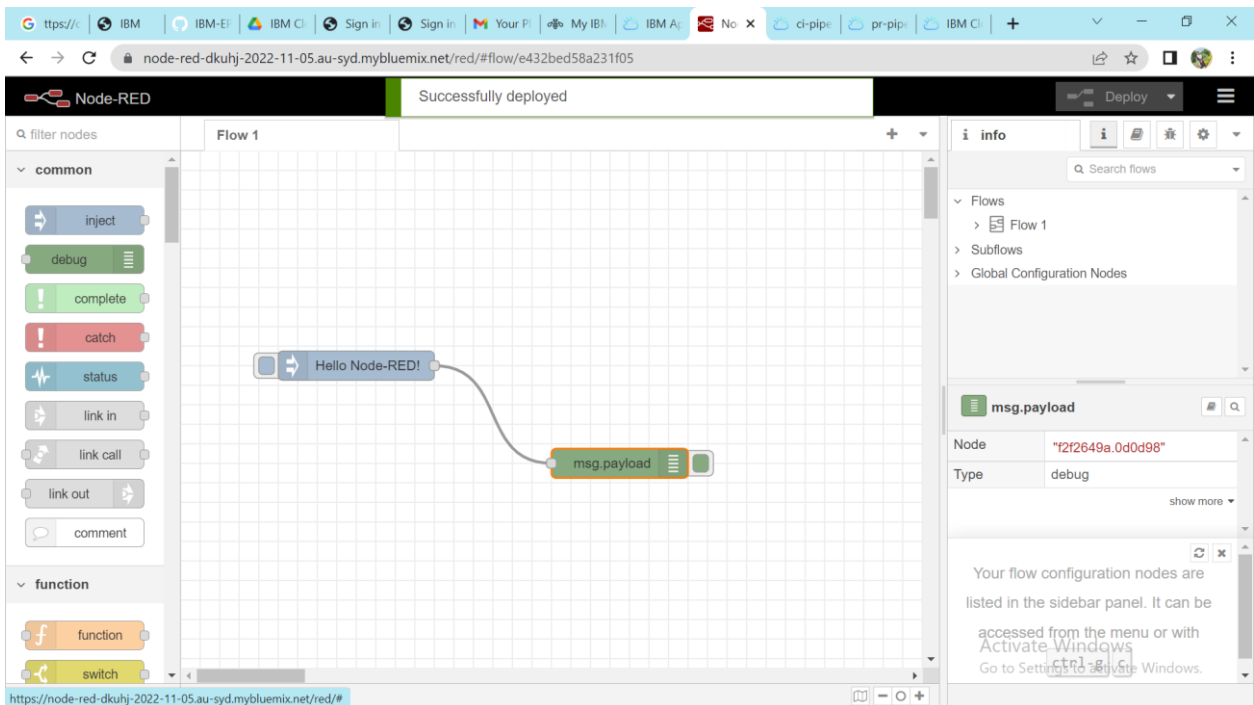 ttps://c
IBM
IBM-EF
IBM Cl
Sign in
Sign in
Your Pl
My IBM
IBM Ap
No
ci-pipe
pr-pip
IBM Cl
node-red-dkuhj-2022-11-05.au-syd.mybluemix.net/red/#flow/e432bed58a231f05
Node-RED
Successfully deployed
Deploy
filter nodes
Flow 1
i info
i
common
Search flows
inject
Flows
Flow 1
debug
Subflows
Global Configuration Nodes
complete
catch
Hello Node-RED!
status
link in
msg.payload
link call
msg.payload
Node
"f2f2649a.0d0d98"
Type
debug
link out
show more
comment
Your flow configuration nodes are
function
listed in the sidebar panel. It can be
accessed from the menu or with
Activate Windows
function
ctrl-g c
Go to Settings to activate Windows.
switch
https://node-red-dkuhj-2022-11-05.au-syd.mybluemix.net/red/#